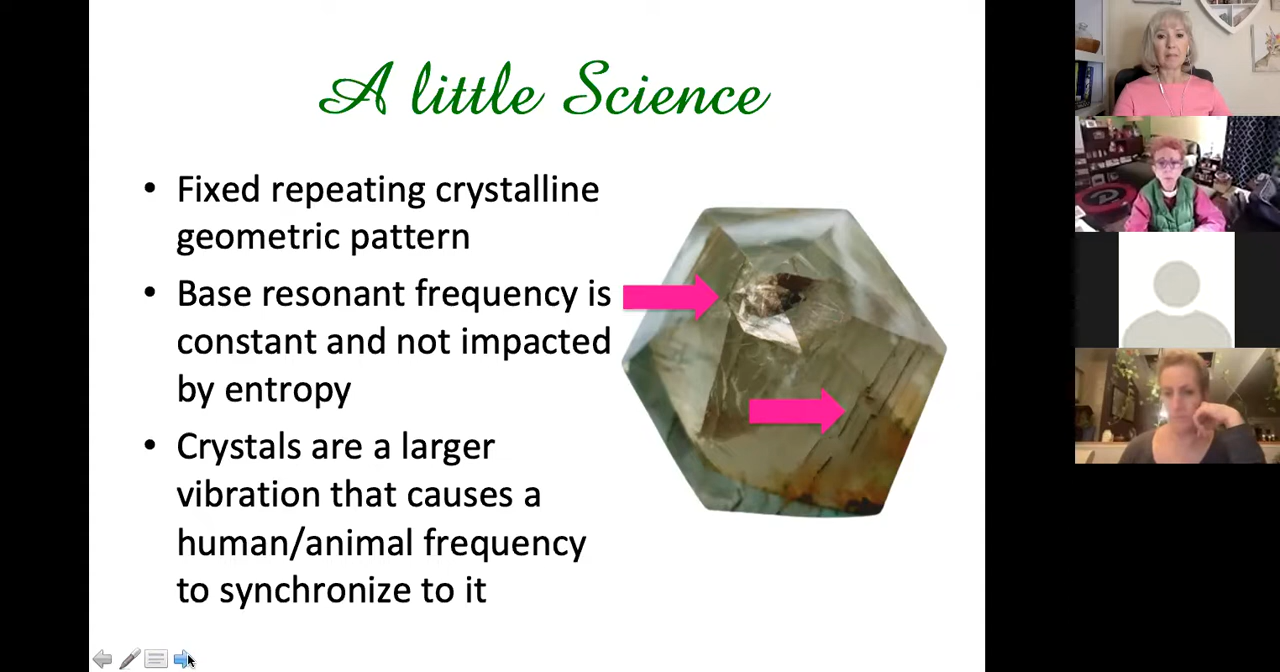 A little Science
• Fixed repeating crystalline
geometric pattern
• Base resonant frequency is
constant and not impacted
by entropy
• Crystals are a larger
vibration that causes a
human/animal frequency
to synchronize to it